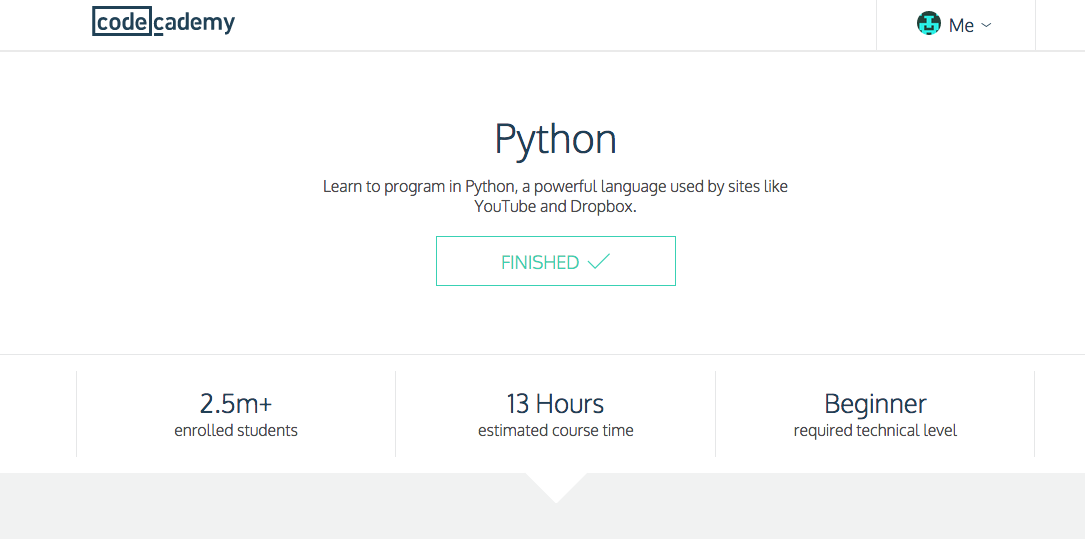 codecademy
Me
Python
Learn to program in Python, a powerful language used by sites like
YouTube and Dropbox.
FINISHED
2.5m+
enrolled students
13 Hours
estimated course time
Beginner
required technical level